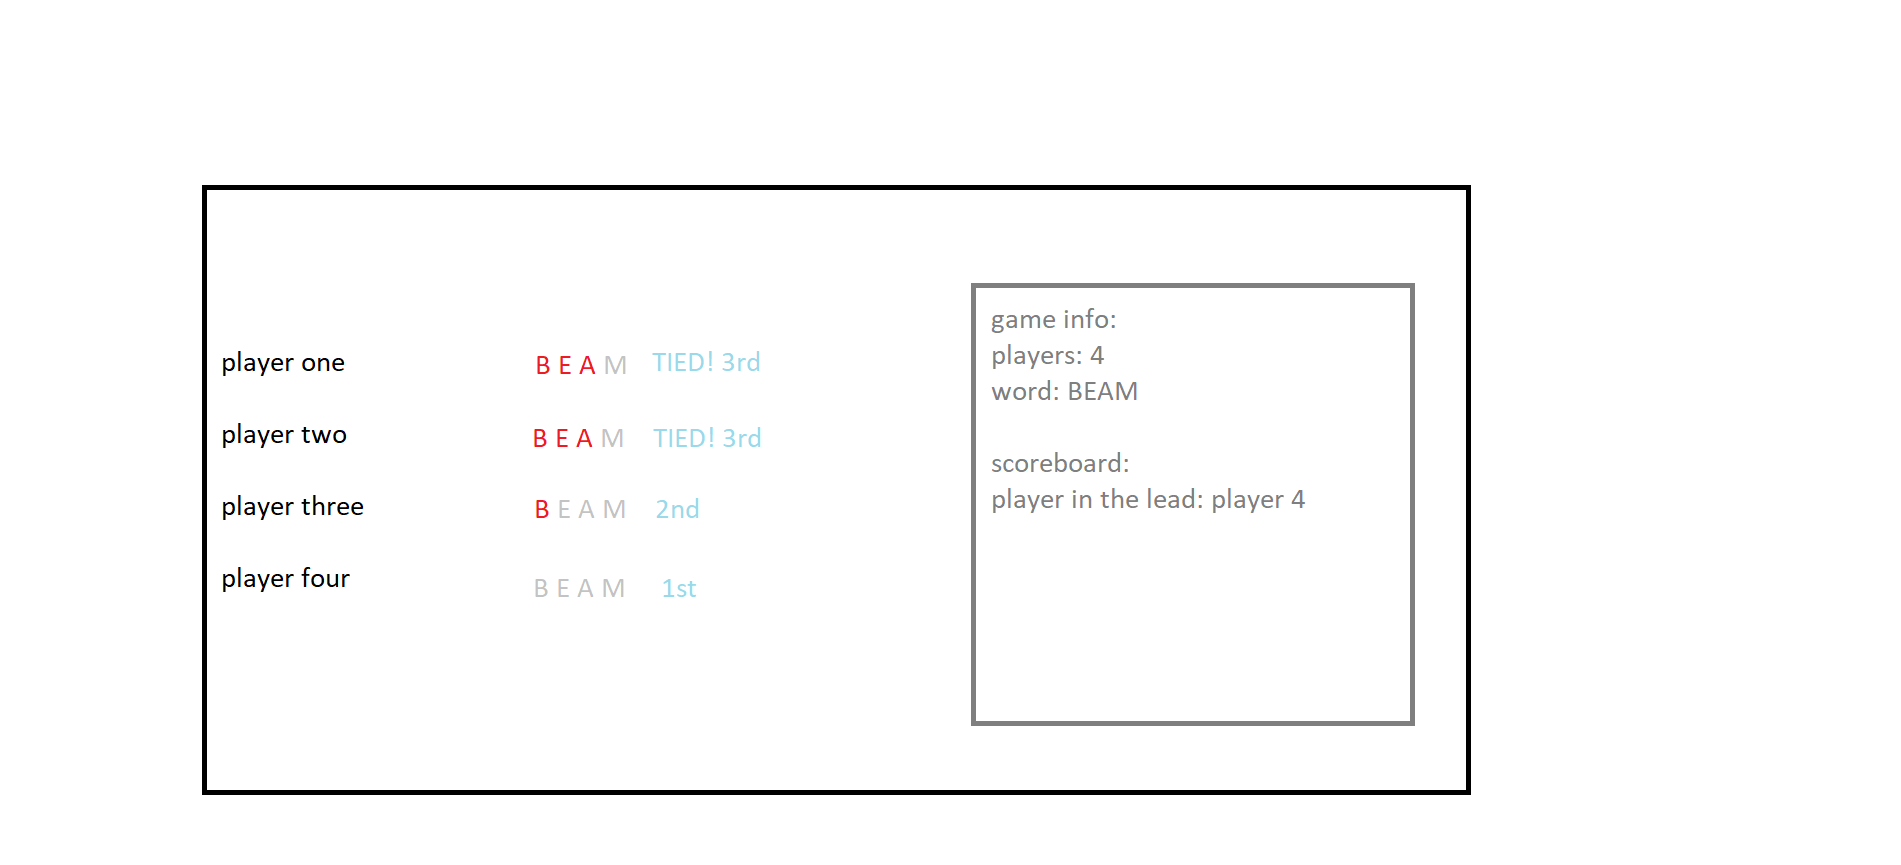 player one B E A M TIED! 3rd
player two B E A M TIED! 3rd
player three B E A M 2nd
player four B E A M 1st
game info:
players: 4
word: BEAM
scoreboard:
player in the lead: player 4